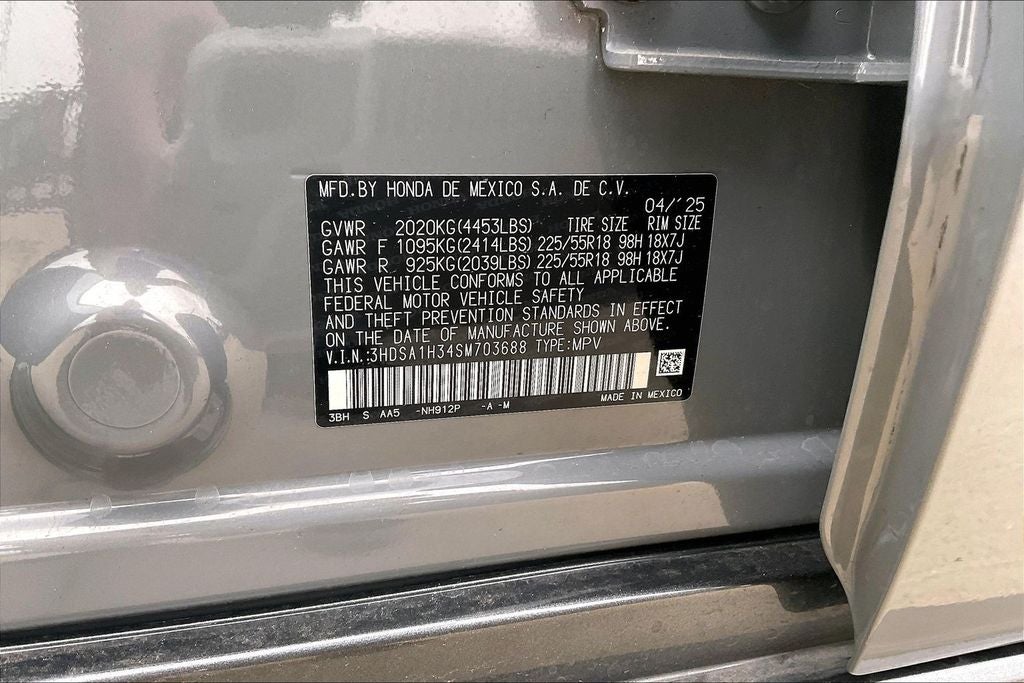 MFD.BY HONDA DE MEXICO S.A. DE C.V.
04/'25
GVWR 2020KG(4453LBS) TIRE SIZE RIM SIZE
GAWR F 1095KG(2414LBS) 225/55R18 98H 18X7J
GAWR R 925KG(2039LBS) 225/55R18 98H 18X7J
THIS VEHICLE CONFORMS TO ALL APPLICABLE
FEDERAL MOTOR VEHICLE SAFETY
AND THEFT PREVENTION STANDARDS IN EFFECT
ON THE DATE OF MANUFACTURE SHOWN ABOVE.
V.I.N.:3HDSA1H34SM703688 TYPE:MPV
3BH S AA5 -NH912P -A -M MADE IN MEXICO